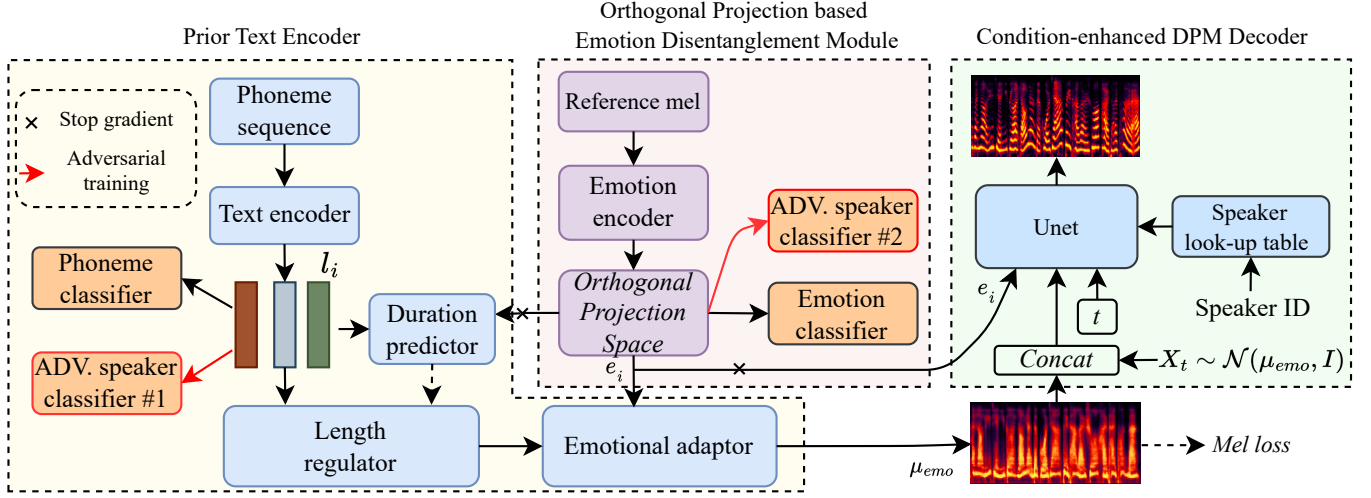 Prior Text Encoder
Orthogonal Projection based
Emotion Disentanglement Module
Condition-enhanced DPM Decoder
Stop gradient
Adversarial
training
Phoneme
sequence
Text encoder
l_i
Phoneme
classifier
ADV. speaker
classifier #1
Duration
predictor
Length
regulator
Reference mel
Emotion
encoder
Orthogonal
Projection
Space
e_i
ADV. speaker
classifier #2
Emotion
classifier
Emotional adaptor
μ_emo
Unet
Speaker
look-up table
Speaker ID
e_i
t
Concat
X_t ∼ 𝒩(μ_emo, I)
Mel loss